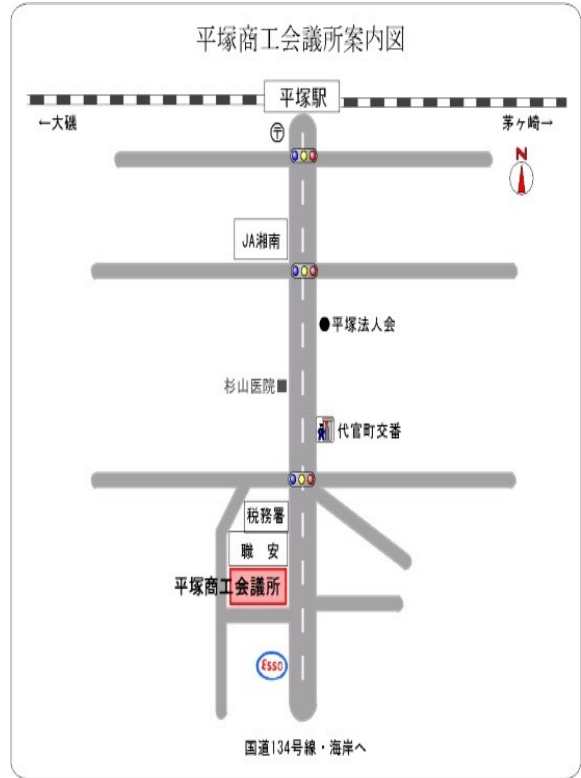 平塚商工会議所案内図
平塚駅
←大磯
茅ヶ崎→
〒
N
JA湘南
平塚法人会
杉山医院
代官町交番
税務署
職 安
平塚商工会議所
Esso
国道134号線・海岸へ